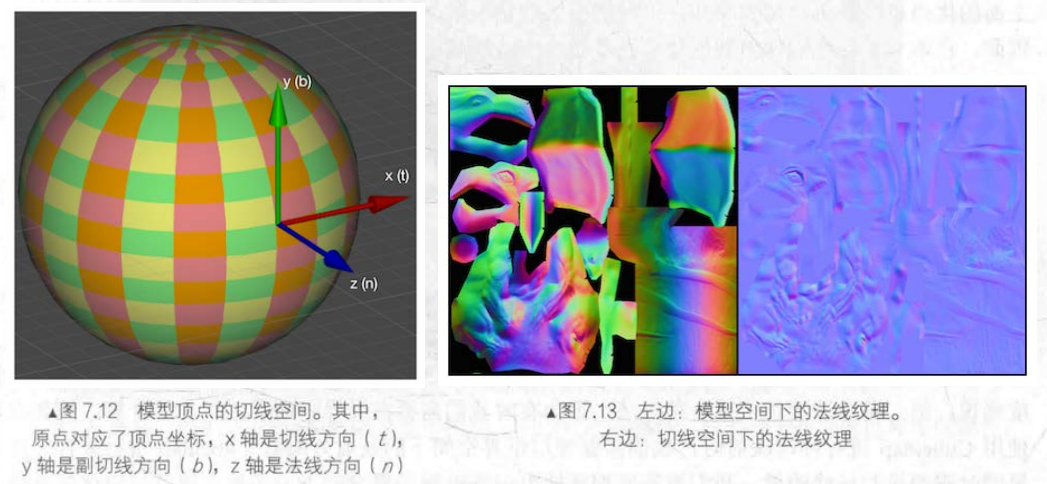 y (b)
x (t)
z (n)
▲图 7.12 模型顶点的切线空间。其中，
原点对应了顶点坐标，x 轴是切线方向（t），
y 轴是副切线方向（b），z 轴是法线方向（n）
▲图 7.13 左边：模型空间下的法线纹理。
右边：切线空间下的法线纹理